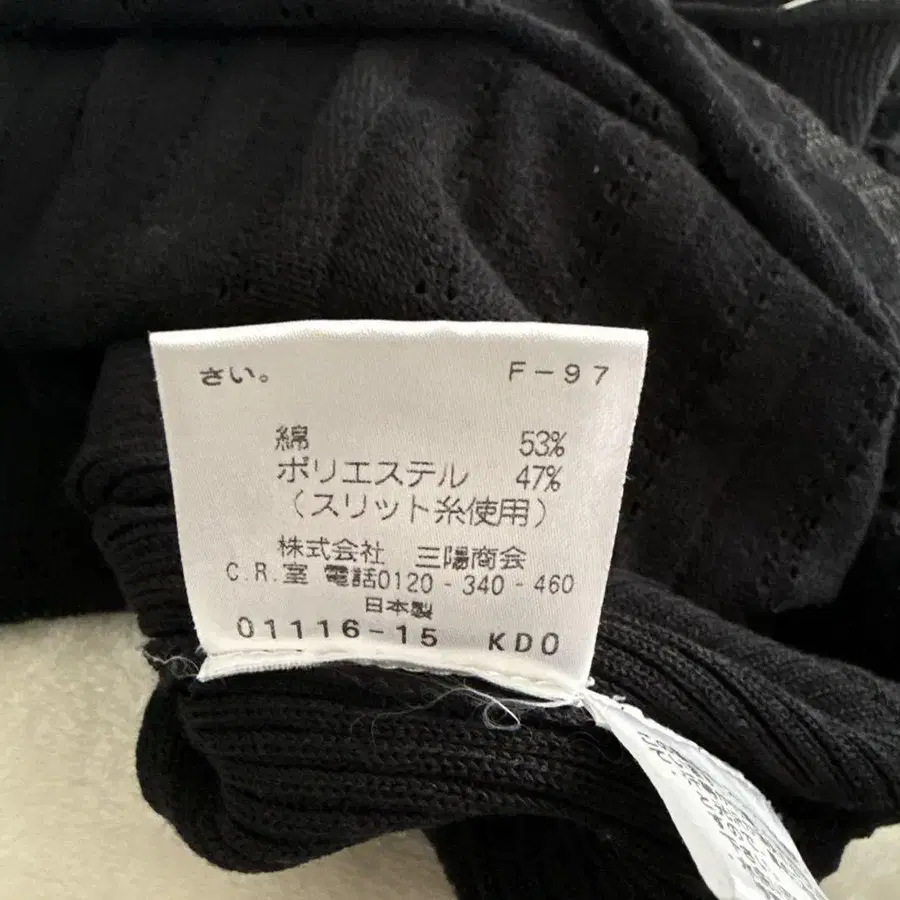 さい。 F-97
綿 53%
ポリエステル 47%
（スリット糸使用）
株式会社 三陽商会
C.R.室 電話0120-340-460
日本製
01116-15 KDO